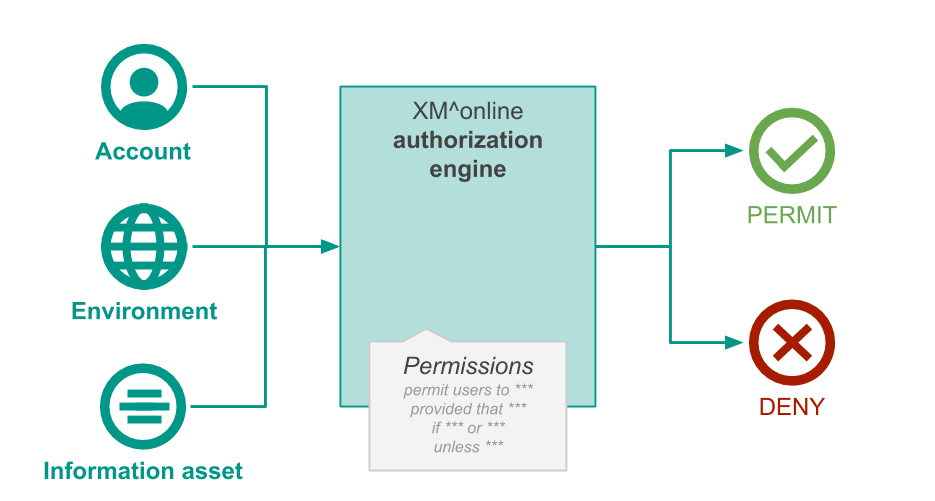 Account
Environment
Information asset
XM^online
authorization
engine
Permissions
permit users to ***
provided that ***
if *** or ***
unless ***
PERMIT
DENY